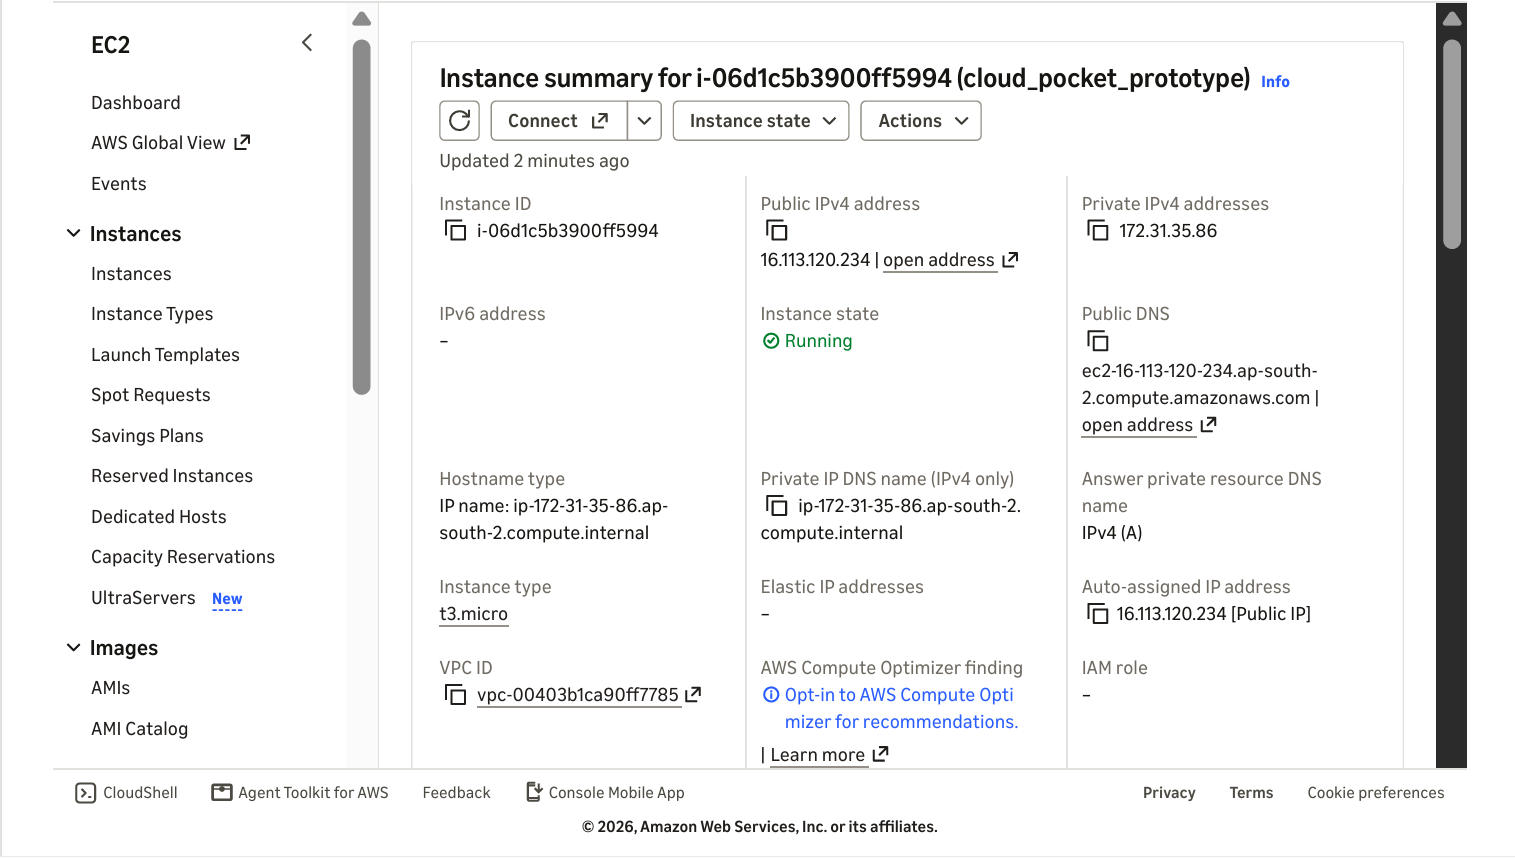 EC2
Dashboard
AWS Global View
Events
Instances
Instances
Instance Types
Launch Templates
Spot Requests
Savings Plans
Reserved Instances
Dedicated Hosts
Capacity Reservations
UltraServers New
Images
AMIs
AMI Catalog
Instance summary for i-06d1c5b3900ff5994 (cloud_pocket_prototype) Info
Connect
Instance state
Actions
Updated 2 minutes ago
Instance ID
i-06d1c5b3900ff5994
Public IPv4 address
16.113.120.234 | open address
Private IPv4 addresses
172.31.35.86
IPv6 address
–
Instance state
Running
Public DNS
ec2-16-113-120-234.ap-south-
2.compute.amazonaws.com |
open address
Hostname type
IP name: ip-172-31-35-86.ap-
south-2.compute.internal
Private IP DNS name (IPv4 only)
ip-172-31-35-86.ap-south-2.
compute.internal
Answer private resource DNS
name
IPv4 (A)
Instance type
t3.micro
Elastic IP addresses
–
Auto-assigned IP address
16.113.120.234 [Public IP]
VPC ID
vpc-00403b1ca90ff7785
AWS Compute Optimizer finding
Opt-in to AWS Compute Opti
mizer for recommendations.
| Learn more
IAM role
–
CloudShell
Agent Toolkit for AWS
Feedback
Console Mobile App
Privacy
Terms
Cookie preferences
© 2026, Amazon Web Services, Inc. or its affiliates.